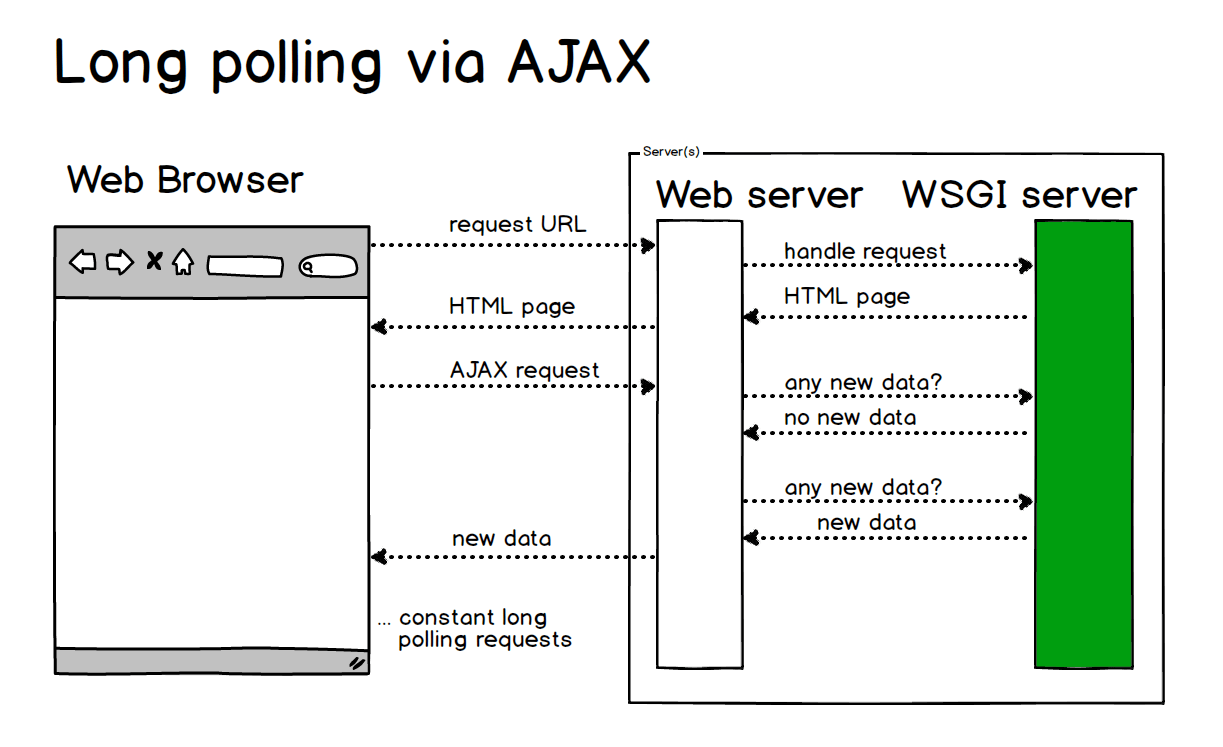 Long polling via AJAX
Server(s)
Web Browser
Web server
WSGI server
request URL
handle request
HTML page
HTML page
AJAX request
any new data?
no new data
any new data?
new data
new data
... constant long
polling requests